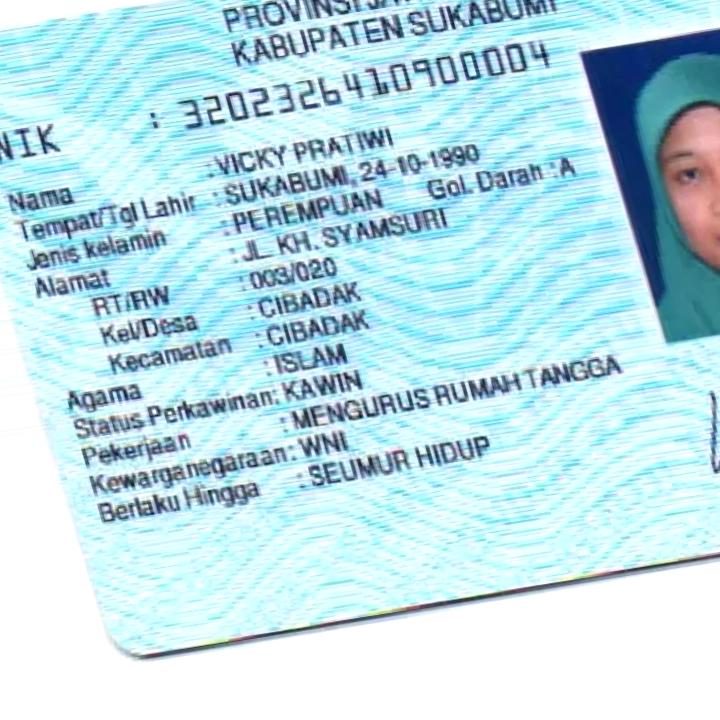 PROVINSI
KABUPATEN SUKABUMI
NIK : 3202326410900004
Nama : VICKY PRATIWI
Tempat/Tgl Lahir : SUKABUMI, 24-10-1990
Jenis kelamin : PEREMPUAN Gol. Darah : A
Alamat : JL. KH. SYAMSURI
RT/RW : 003/020
Kel/Desa : CIBADAK
Kecamatan : CIBADAK
Agama : ISLAM
Status Perkawinan: KAWIN
Pekerjaan : MENGURUS RUMAH TANGGA
Kewarganegaraan: WNI
Berlaku Hingga : SEUMUR HIDUP